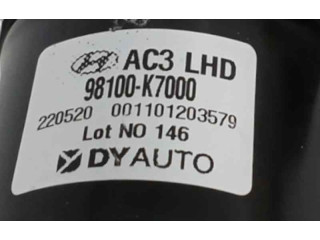 AC3 LHD
98100-K7000
220520 001101203579
Lot NO 146
DYAUTO